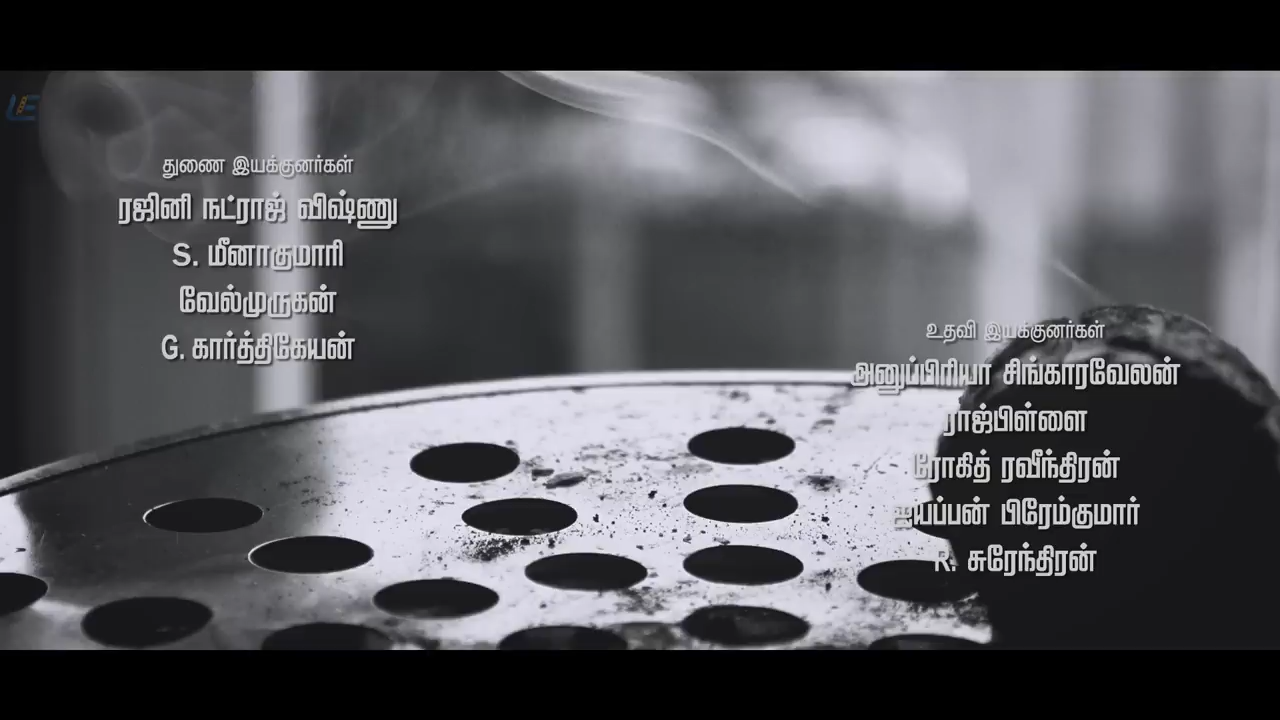 துணை இயக்குனர்கள்
ரஜினி நட்ராஜ் விஷ்ணு
S. மீனாகுமாரி
வேல்முருகன்
G. கார்த்திகேயன்
உதவி இயக்குனர்கள்
அனுப்பிரியா சிங்காரவேலன்
ராஜ்பிள்ளை
ரோகித் ரவீந்திரன்
ஐயப்பன் பிரேம்குமார்
R. சுரேந்திரன்